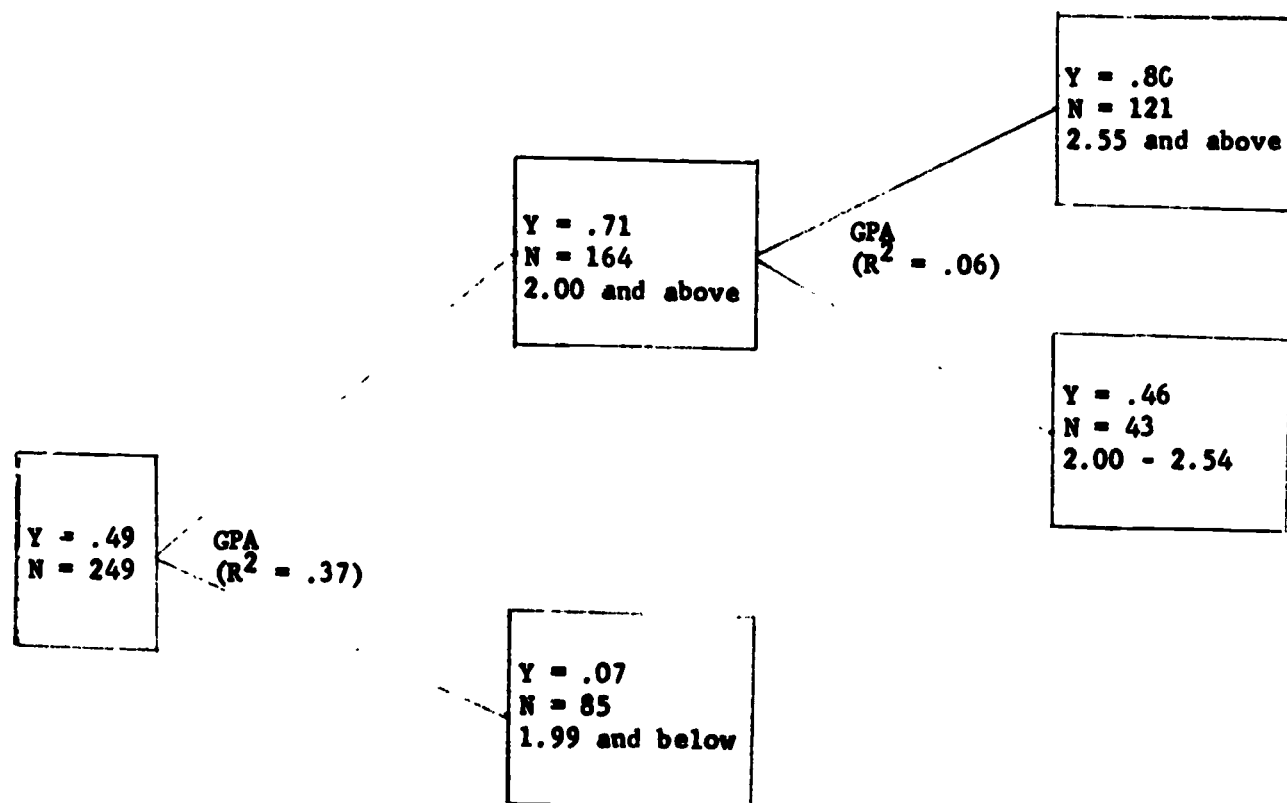 Y = .80
N = 121
2.55 and above
Y = .71
N = 164
2.00 and above
GPA
(R² = .06)
Y = .46
N = 43
2.00 - 2.54
Y = .49
N = 249
GPA
(R² = .37)
Y = .07
N = 85
1.99 and below